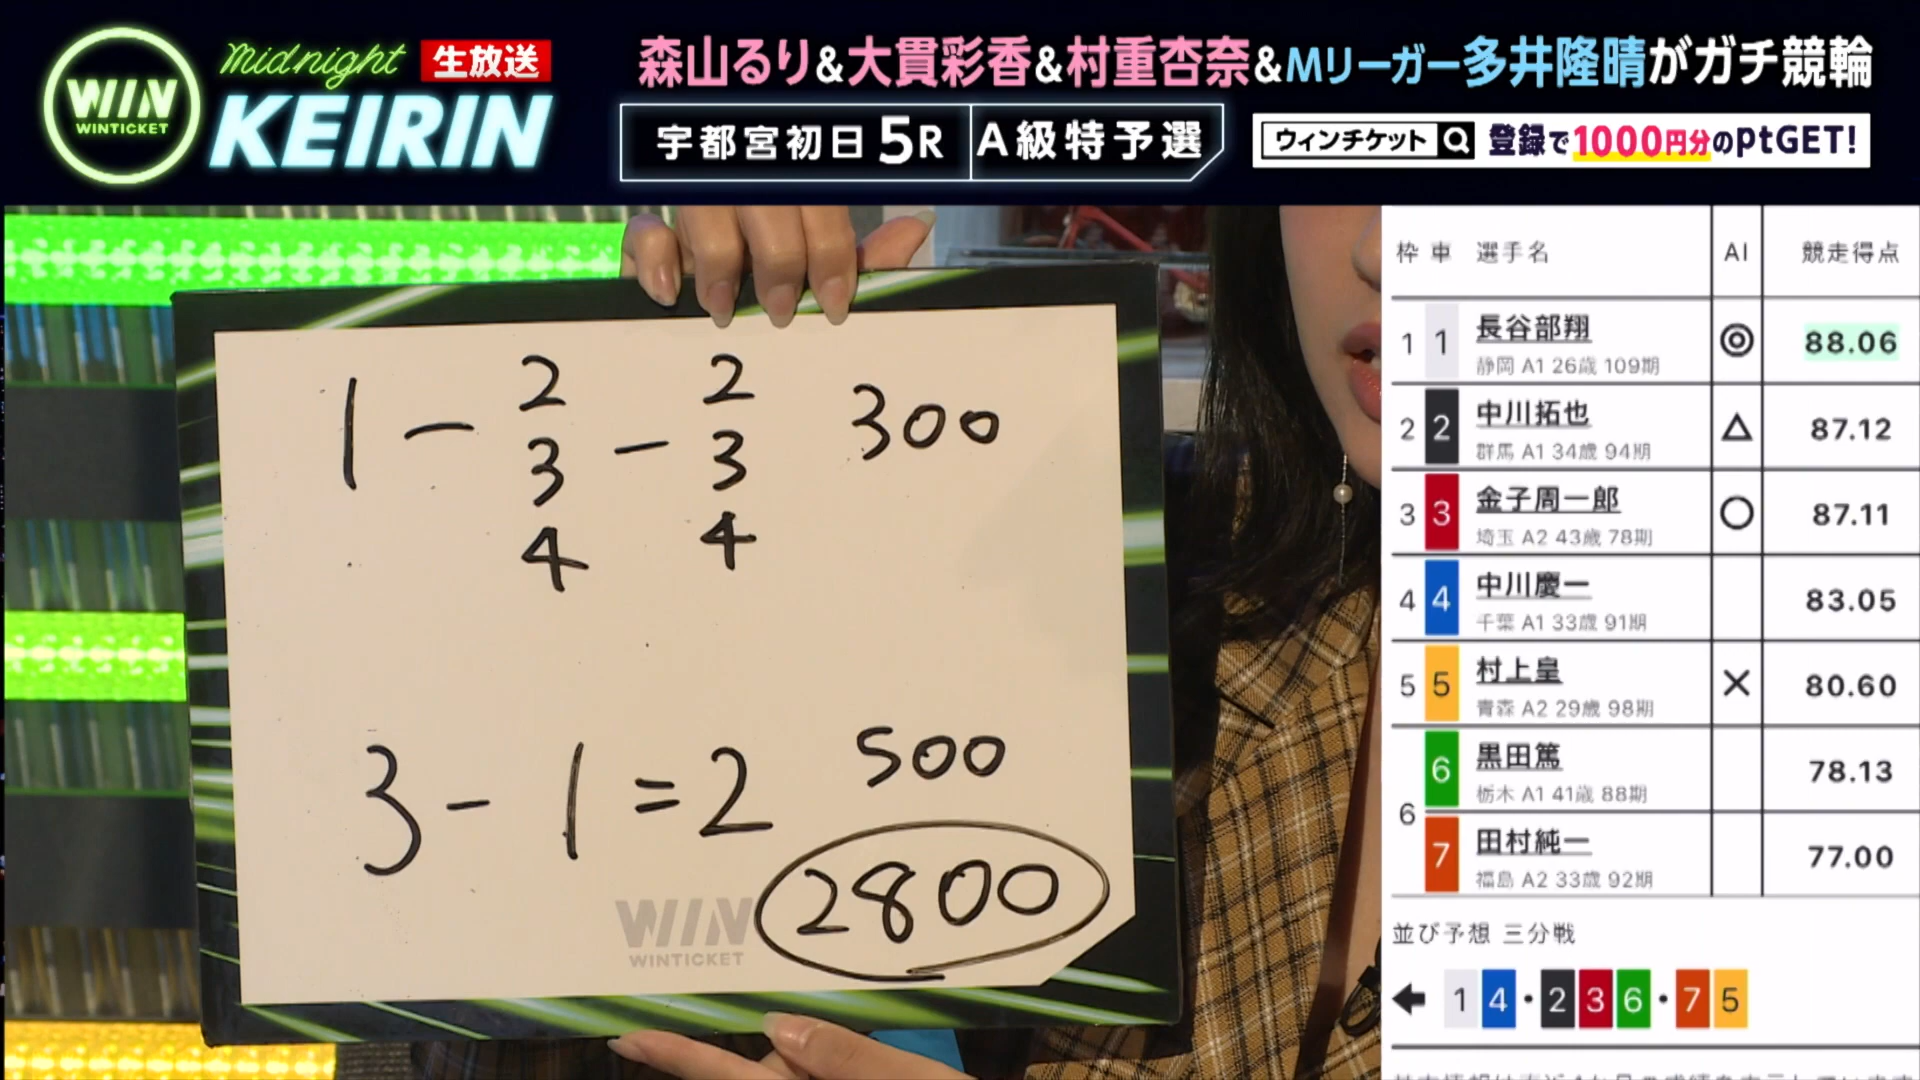 WIN
WINTICKET
Midnight 生放送
KEIRIN
森山るり&大貫彩香&村重杏奈&Mリーガー多井隆晴がガチ競輪
宇都宮初日5R A級特予選
ウィンチケット 登録で1000円分のptGET!
1 - 2 - 2 300
3 3
4 4
3 - 1 = 2 500
2800
WIN
WINTICKET
枠 車 選手名 AI 競走得点
1 1 長谷部翔 ◎ 88.06
静岡 A1 26歳 109期
2 2 中川拓也 △ 87.12
群馬 A1 34歳 94期
3 3 金子周一郎 ○ 87.11
埼玉 A2 43歳 78期
4 4 中川慶一 83.05
千葉 A1 33歳 91期
5 5 村上皇 × 80.60
青森 A2 29歳 98期
6 6 黒田篤 78.13
栃木 A1 41歳 88期
7 田村純一 77.00
福島 A2 33歳 92期
並び予想 三分戦
← 1 4 ・ 2 3 6 ・ 7 5